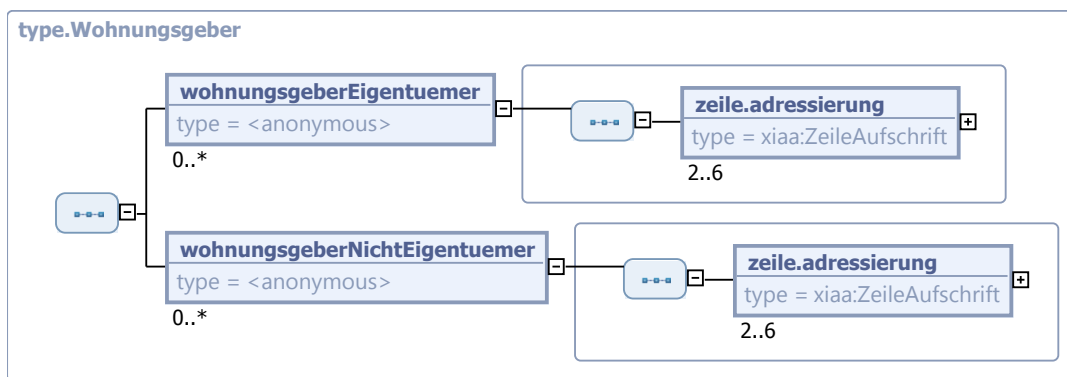 type.Wohnungsgeber
wohnungsgeberEigentuemer
type = <anonymous>
0..*
zeile.adressierung
type = xiaa:ZeileAufschrift
2..6
wohnungsgeberNichtEigentuemer
type = <anonymous>
0..*
zeile.adressierung
type = xiaa:ZeileAufschrift
2..6